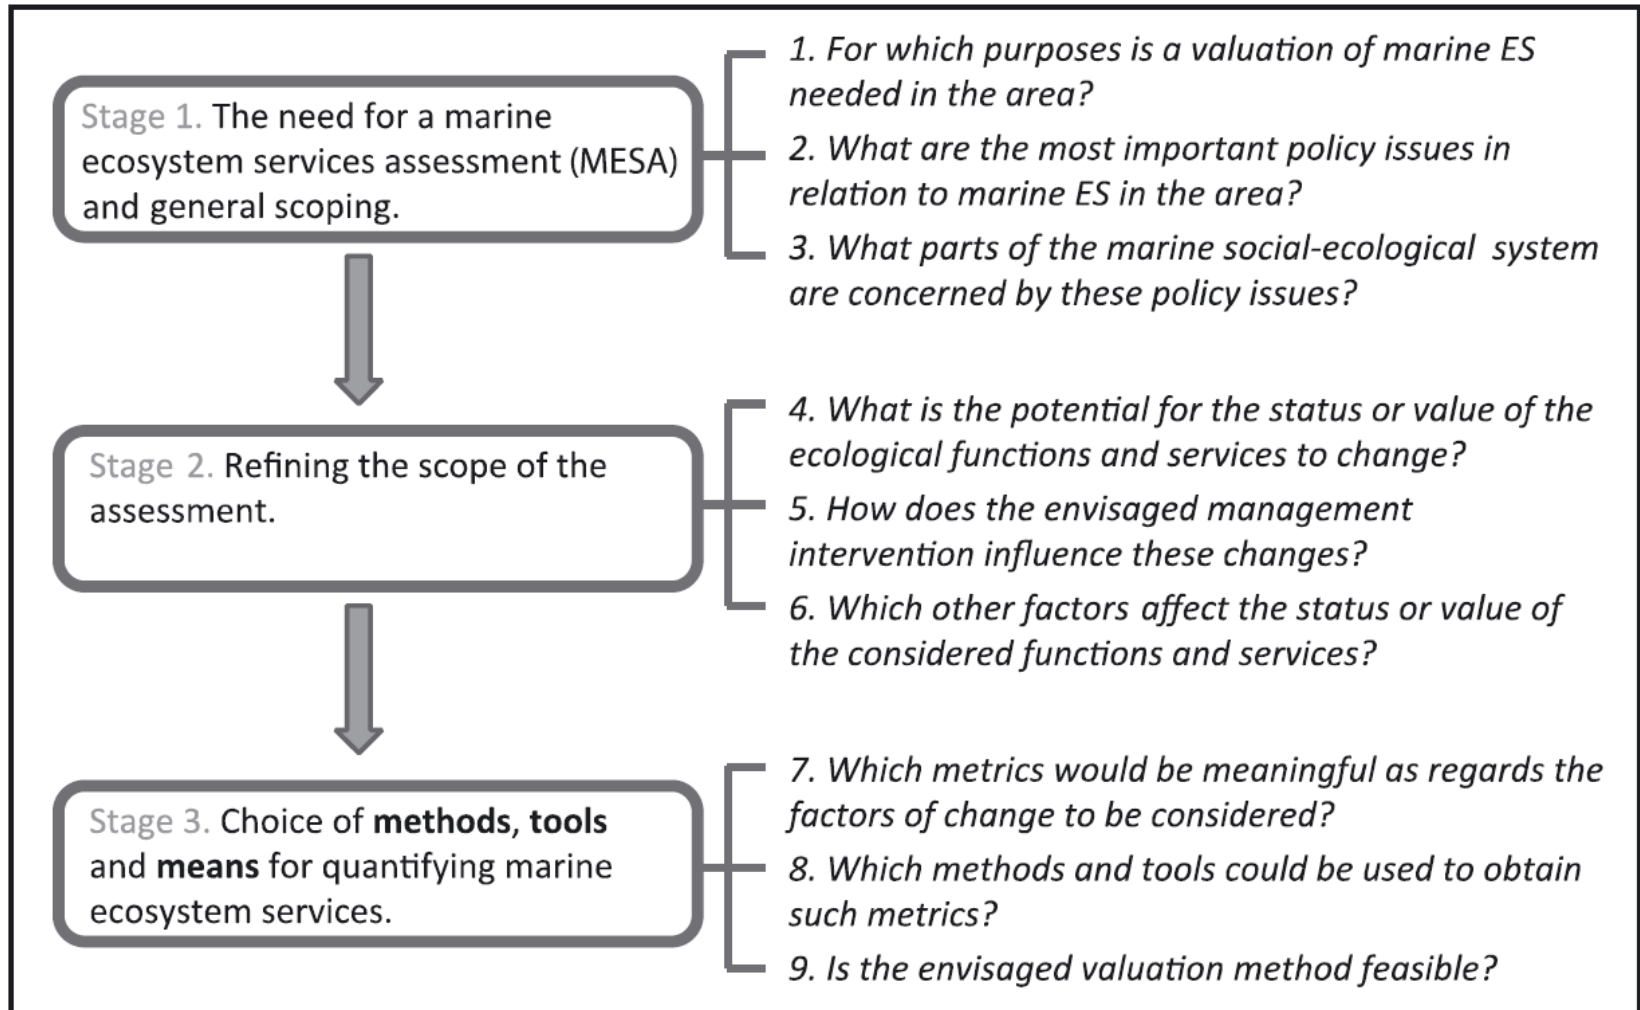 Stage 1. The need for a marine
ecosystem services assessment (MESA)
and general scoping.
1. For which purposes is a valuation of marine ES
needed in the area?
2. What are the most important policy issues in
relation to marine ES in the area?
3. What parts of the marine social-ecological system
are concerned by these policy issues?
Stage 2. Refining the scope of the
assessment.
4. What is the potential for the status or value of the
ecological functions and services to change?
5. How does the envisaged management
intervention influence these changes?
6. Which other factors affect the status or value of
the considered functions and services?
Stage 3. Choice of methods, tools
and means for quantifying marine
ecosystem services.
7. Which metrics would be meaningful as regards the
factors of change to be considered?
8. Which methods and tools could be used to obtain
such metrics?
9. Is the envisaged valuation method feasible?